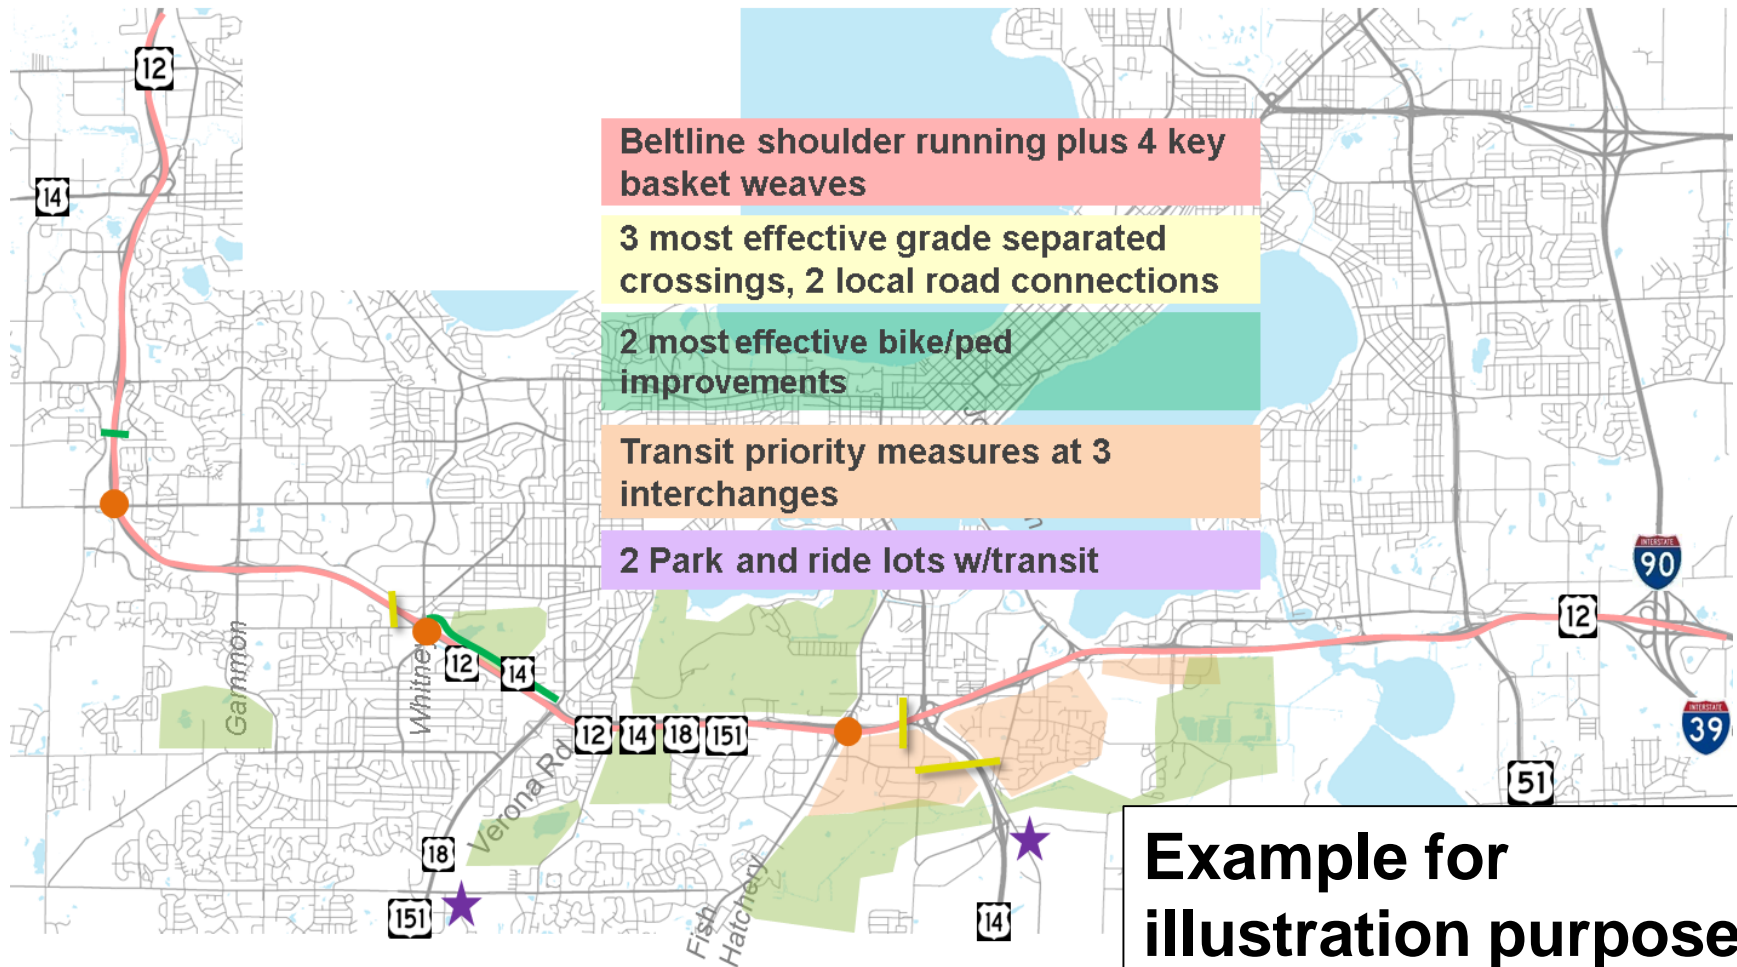 12
14
Beltline shoulder running plus 4 key
basket weaves
3 most effective grade separated
crossings, 2 local road connections
2 most effective bike/ped
improvements
Transit priority measures at 3
interchanges
2 Park and ride lots w/transit
INTERSTATE
90
12
Gammon
Whitney
12
14
INTERSTATE
39
12 14 18 151
Verona Rd
51
18
151
Fish
Hatchery
14
Example for
illustration purpose